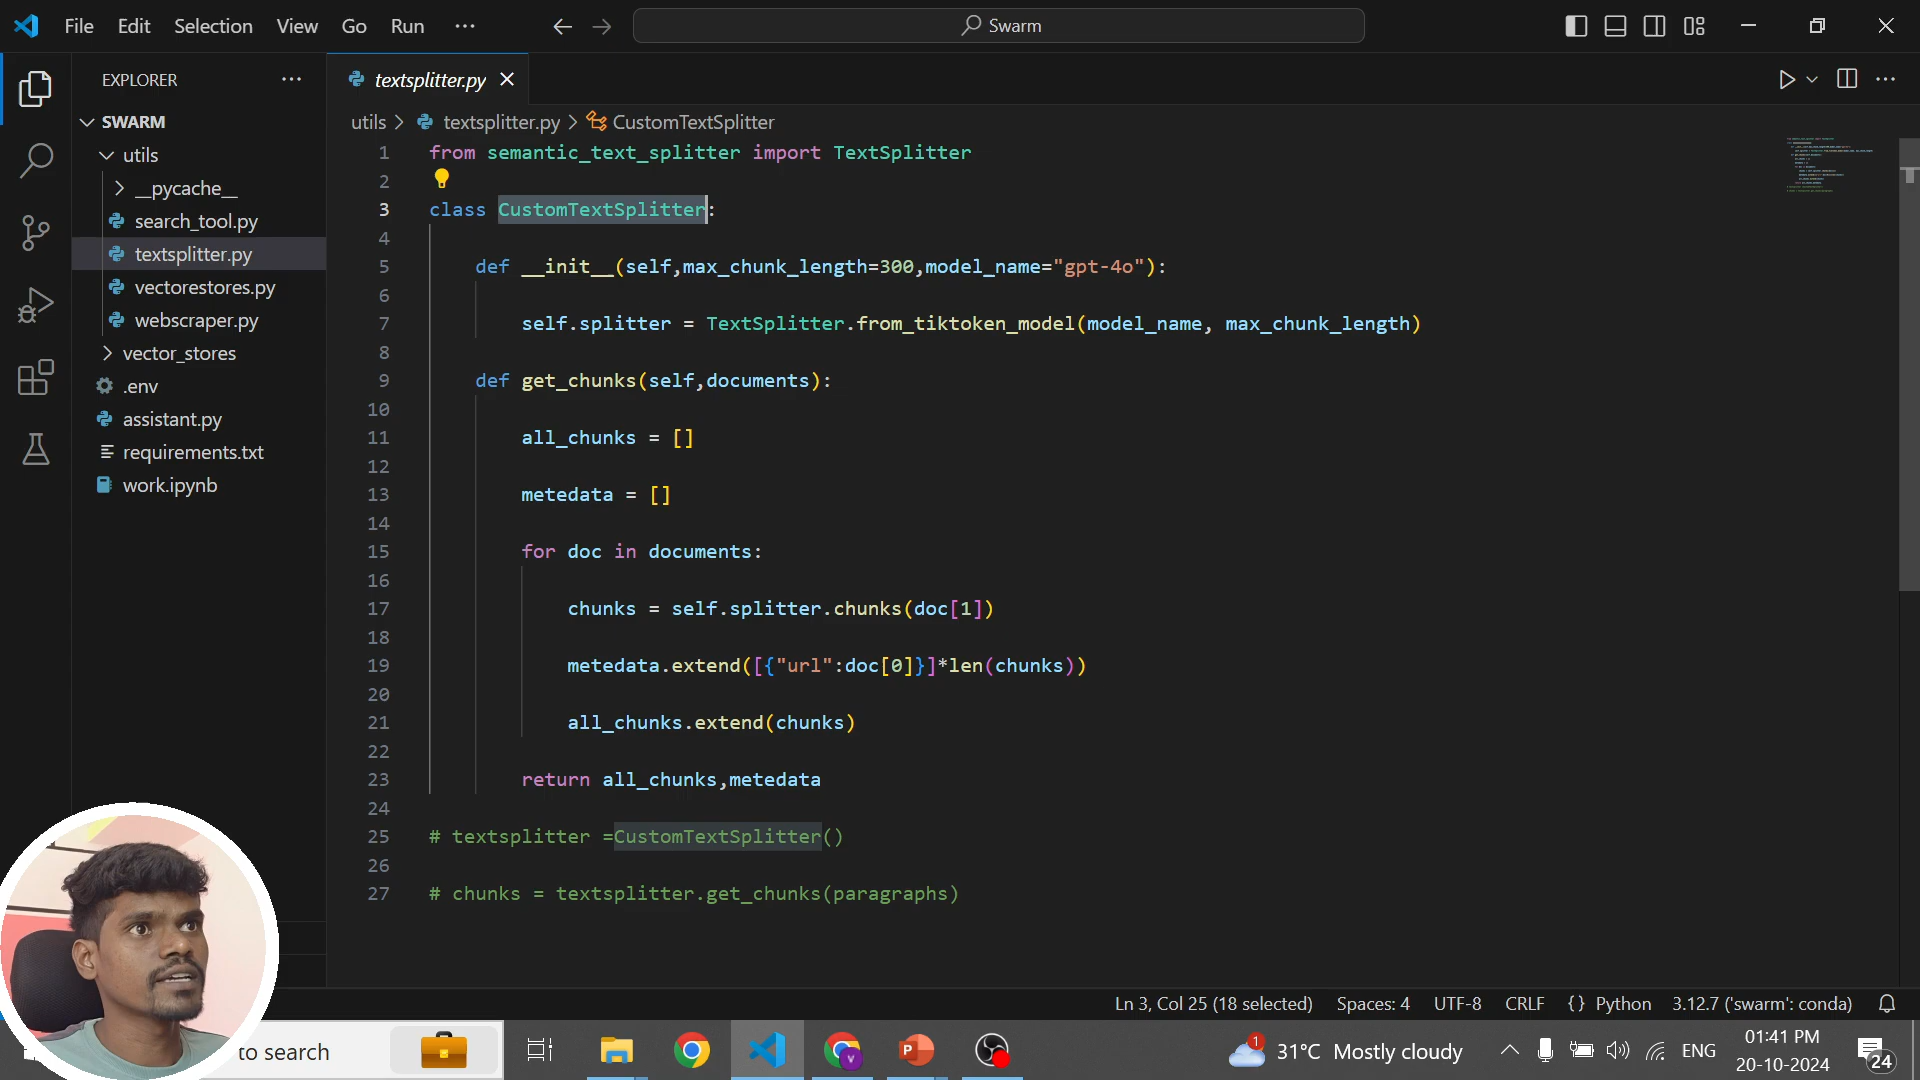 File Edit Selection View Go Run ...
Swarm
EXPLORER ...
textsplitter.py
SWARM
utils > textsplitter.py > CustomTextSplitter
utils
__pycache__
search_tool.py
textsplitter.py
vectorestores.py
webscraper.py
vector_stores
.env
assistant.py
requirements.txt
work.ipynb
1 from semantic_text_splitter import TextSplitter
2
3 class CustomTextSplitter:
4
5 def __init__(self,max_chunk_length=300,model_name="gpt-4o"):
6
7 self.splitter = TextSplitter.from_tiktoken_model(model_name, max_chunk_length)
8
9 def get_chunks(self,documents):
10
11 all_chunks = []
12
13 metedata = []
14
15 for doc in documents:
16
17 chunks = self.splitter.chunks(doc[1])
18
19 metedata.extend([{"url":doc[0]}]*len(chunks))
20
21 all_chunks.extend(chunks)
22
23 return all_chunks,metedata
24
25 # textsplitter =CustomTextSplitter()
26
27 # chunks = textsplitter.get_chunks(paragraphs)
Ln 3, Col 25 (18 selected) Spaces: 4 UTF-8 CRLF {} Python 3.12.7 ('swarm': conda)
to search
1 31°C Mostly cloudy ENG 01:41 PM
20-10-2024 24